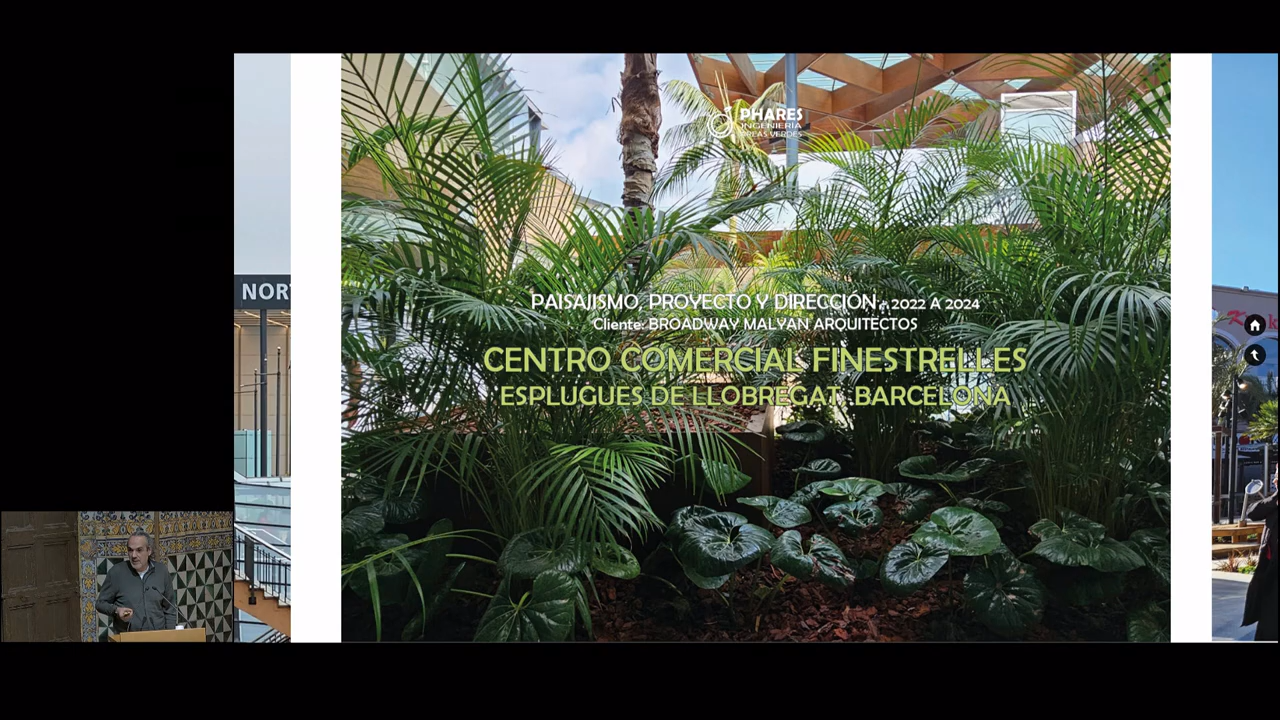 PHARES
INGENIERÍA
ÁREAS VERDES
NOR
PAISAJISMO, PROYECTO Y DIRECCIÓN 2022 A 2024
Cliente: BROADWAY MALYAN ARQUITECTOS
CENTRO COMERCIAL FINESTRELLES
ESPLUGUES DE LLOBREGAT .BARCELONA